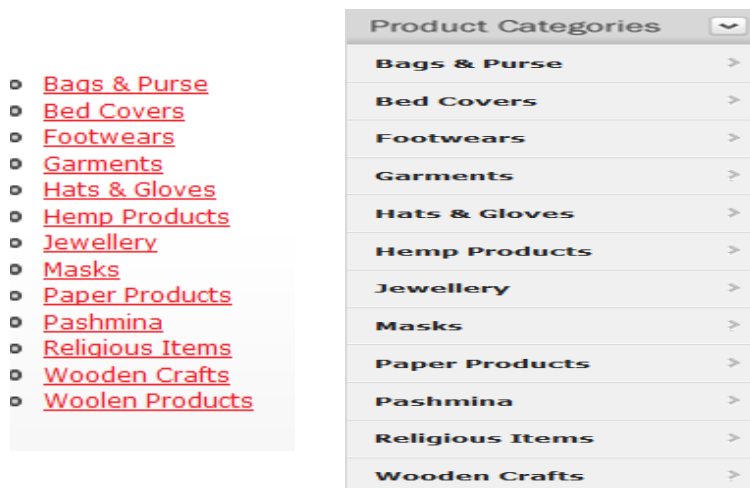 Bags & Purse
Bed Covers
Footwears
Garments
Hats & Gloves
Hemp Products
Jewellery
Masks
Paper Products
Pashmina
Religious Items
Wooden Crafts
Woolen Products
Product Categories
Bags & Purse
Bed Covers
Footwears
Garments
Hats & Gloves
Hemp Products
Jewellery
Masks
Paper Products
Pashmina
Religious Items
Wooden Crafts